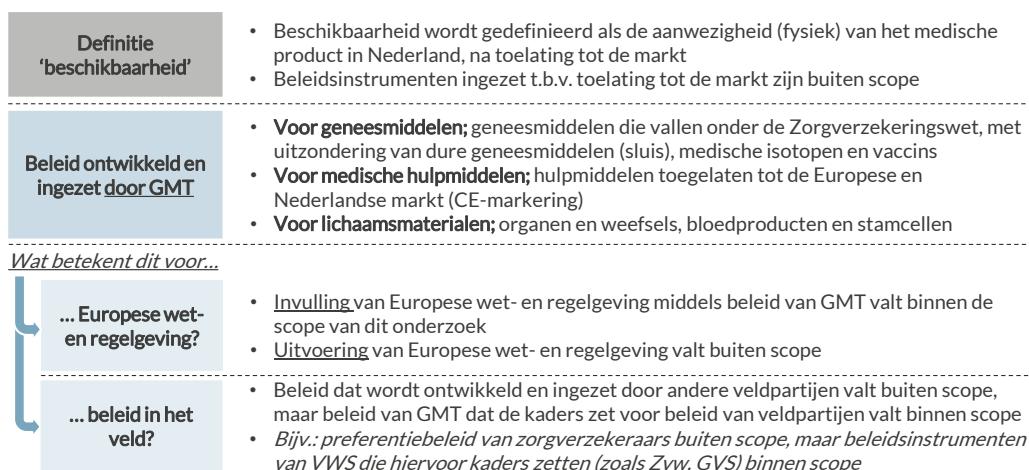 Definitie
‘beschikbaarheid’
• Beschikbaarheid wordt gedefinieerd als de aanwezigheid (fysiek) van het medische
product in Nederland, na toelating tot de markt
• Beleidsinstrumenten ingezet t.b.v. toelating tot de markt zijn buiten scope
Beleid ontwikkeld en
ingezet door GMT
• Voor geneesmiddelen; geneesmiddelen die vallen onder de Zorgverzekeringswet, met
uitzondering van dure geneesmiddelen (sluis), medische isotopen en vaccins
• Voor medische hulpmiddelen; hulpmiddelen toegelaten tot de Europese en
Nederlandse markt (CE-markering)
• Voor lichaamsmaterialen; organen en weefsels, bloedproducten en stamcellen
Wat betekent dit voor…
… Europese wet-
en regelgeving?
• Invulling van Europese wet- en regelgeving middels beleid van GMT valt binnen de
scope van dit onderzoek
• Uitvoering van Europese wet- en regelgeving valt buiten scope
… beleid in het
veld?
• Beleid dat wordt ontwikkeld en ingezet door andere veldpartijen valt buiten scope,
maar beleid van GMT dat de kaders zet voor beleid van veldpartijen valt binnen scope
• Bijv.: preferentiebeleid van zorgverzekeraars buiten scope, maar beleidsinstrumenten
van VWS die hiervoor kaders zetten (zoals Zvw, GVS) binnen scope